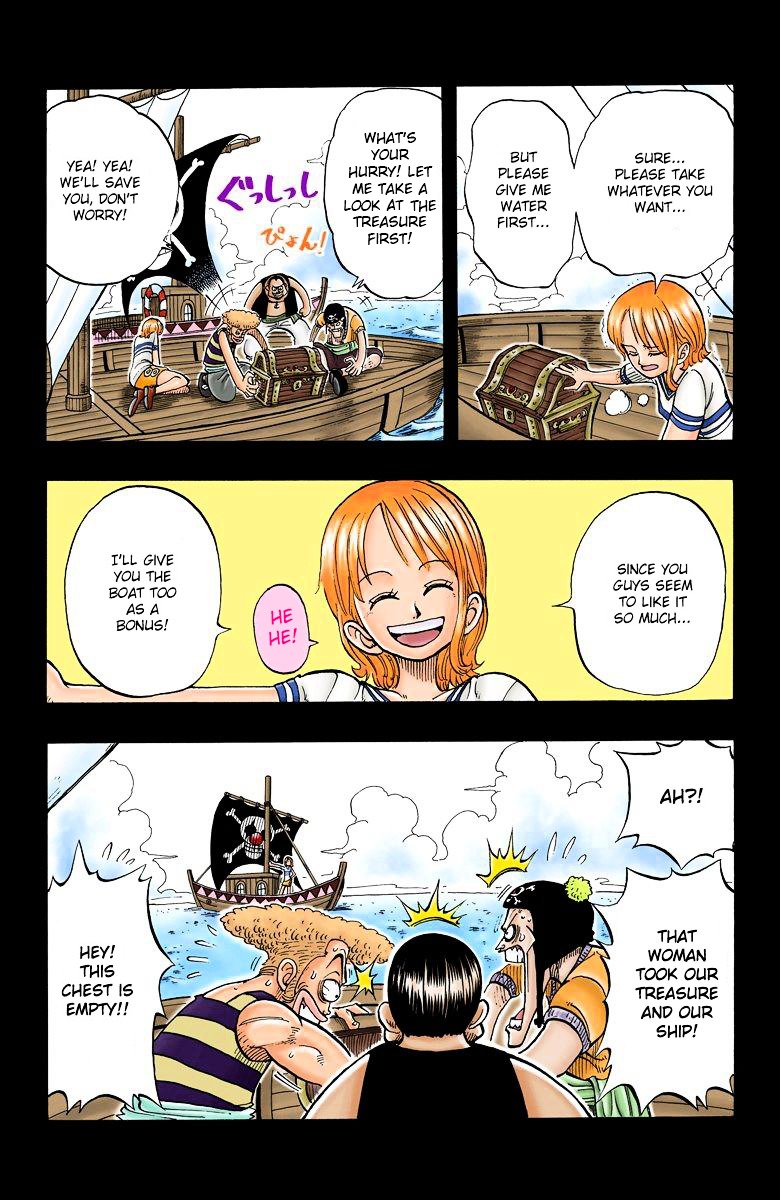 SURE...
PLEASE TAKE
WHATEVER YOU
WANT...
BUT
PLEASE
GIVE ME
WATER
FIRST...
WHAT'S
YOUR
HURRY! LET
ME TAKE A
LOOK AT THE
TREASURE
FIRST!
ぐっしっし
ぴょん!
YEA! YEA!
WE'LL SAVE
YOU, DON'T
WORRY!
SINCE YOU
GUYS SEEM
TO LIKE IT
SO MUCH...
HE
HE!
I'LL GIVE
YOU THE
BOAT TOO
AS A
BONUS!
AH?!
THAT
WOMAN
TOOK OUR
TREASURE
AND OUR
SHIP!
HEY!
THIS
CHEST IS
EMPTY!!